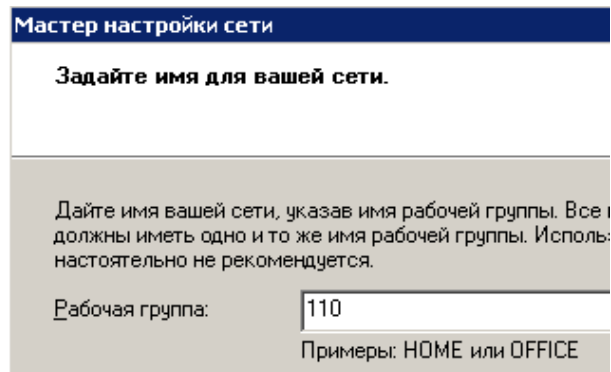 Мастер настройки сети
Задайте имя для вашей сети.
Дайте имя вашей сети, указав имя рабочей группы. Все
должны иметь одно и то же имя рабочей группы.
настоятельно не рекомендуется.
Рабочая группа: 110
Примеры: HOME или OFFICE